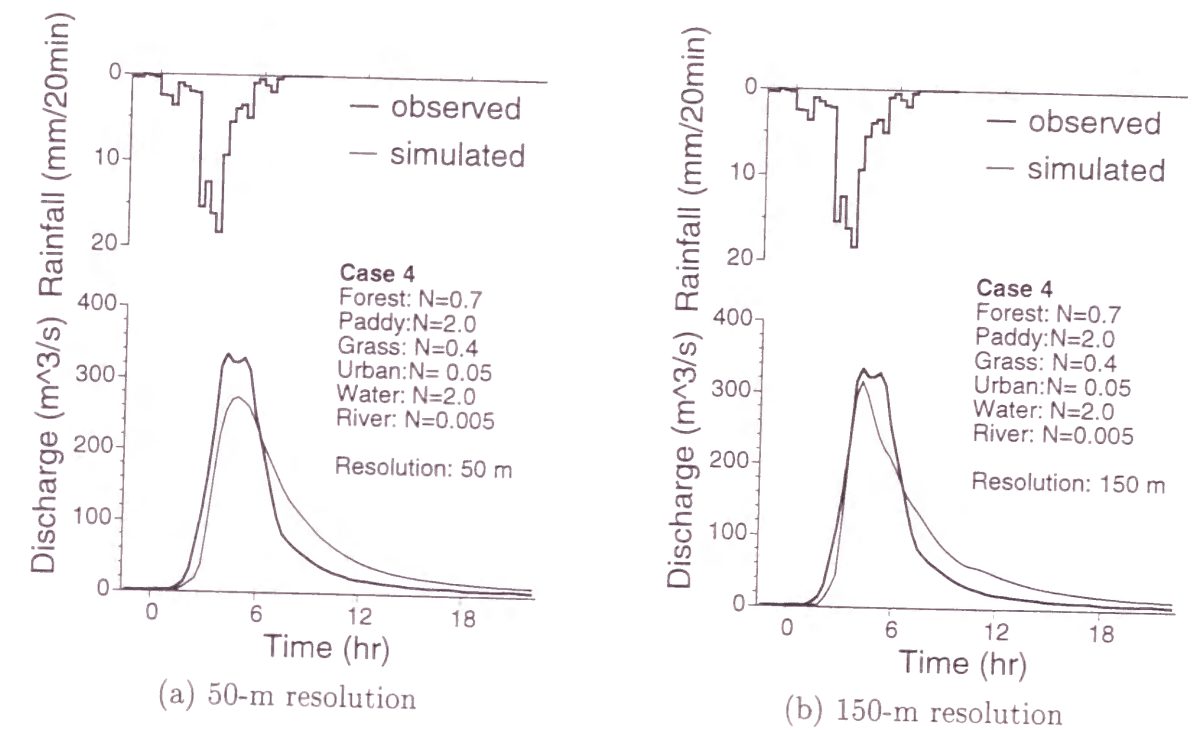 Rainfall (mm/20min)
0
10
20
observed
simulated
Discharge (m^3/s)
400
300
200
100
0
Case 4
Forest: N=0.7
Paddy:N=2.0
Grass: N=0.4
Urban:N= 0.05
Water: N=2.0
River: N=0.005
Resolution: 50 m
0 6 12 18
Time (hr)
(a) 50-m resolution
Rainfall (mm/20min)
0
10
20
observed
simulated
Discharge (m^3/s)
400
300
200
100
0
Case 4
Forest: N=0.7
Paddy:N=2.0
Grass: N=0.4
Urban:N= 0.05
Water: N=2.0
River: N=0.005
Resolution: 150 m
0 6 12 18
Time (hr)
(b) 150-m resolution